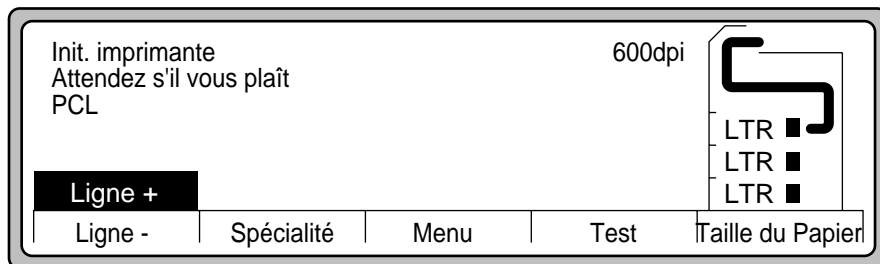 Init. imprimante 600dpi
Attendez s'il vous plaît
PCL
LTR
LTR
LTR
Ligne +
Ligne - Spécialité Menu Test Taille du Papier